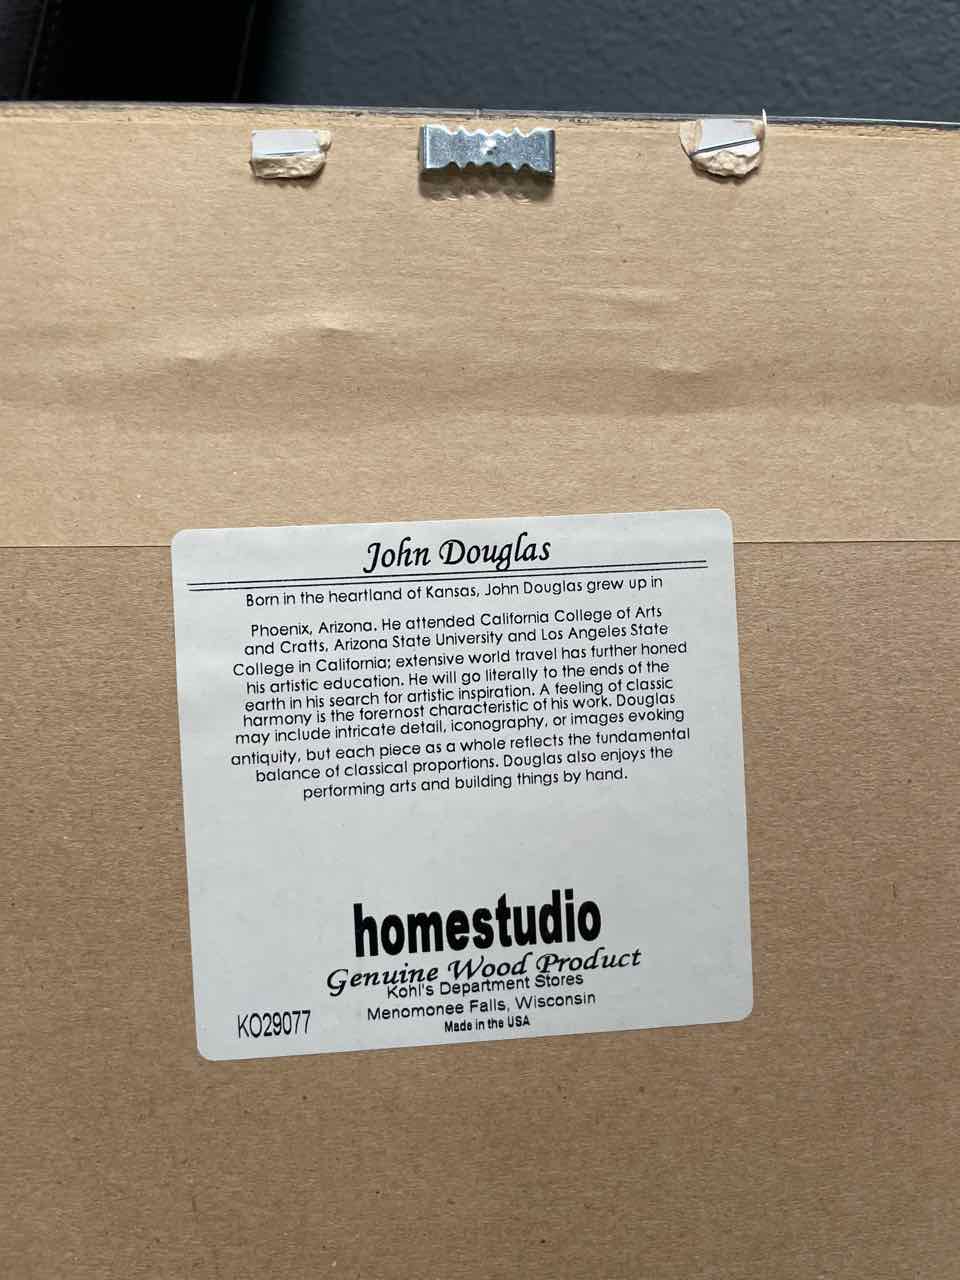 John Douglas
Born in the heartland of Kansas, John Douglas grew up in
Phoenix, Arizona. He attended California College of Arts
and Crafts, Arizona State University and Los Angeles State
College in California; extensive world travel has further honed
his artistic education. He will go literally to the ends of the
earth in his search for artistic inspiration. A feeling of classic
harmony is the forernost characteristic of his work. Douglas
may include intricate detail, iconography, or images evoking
antiquity, but each piece as a whole reflects the fundamental
balance of classical proportions. Douglas also enjoys the
performing arts and building things by hand.
homestudio
Genuine Wood Product
Kohl's Department Stores
Menomonee Falls, Wisconsin
Made in the USA
KO29077